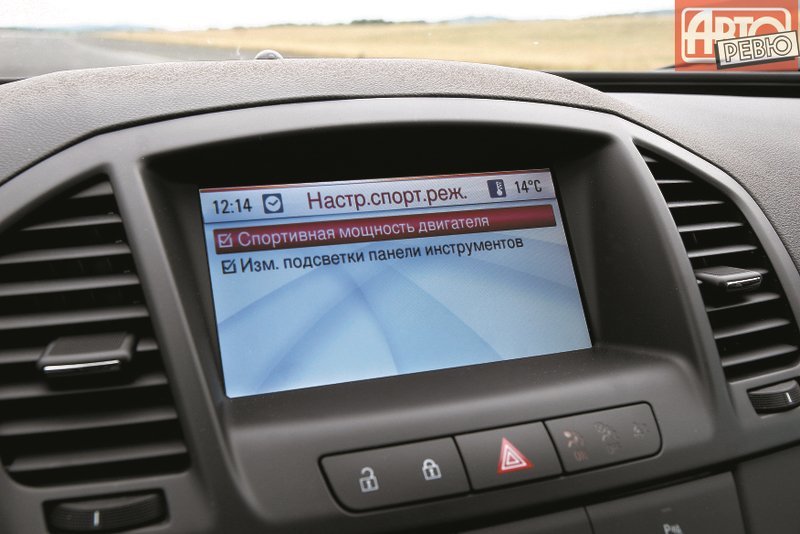 АВТО
РЕВЮ
12:14 Настр.спорт.реж. 14°C
Спортивная мощность двигателя
Изм. подсветки панели инструментов